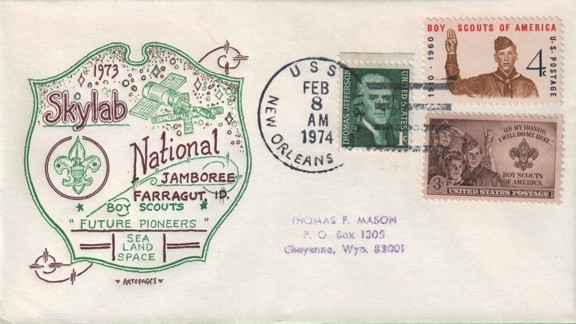 1973
Skylab
National
JAMBOREE
FARRAGUT, ID.
BOY SCOUTS
"FUTURE PIONEERS"
SEA
LAND
SPACE
ARTOPAGES
USS
NEW ORLEANS
FEB
8
AM
1974
THOMAS JEFFERSON
UNITED STATES
1¢
BOY SCOUTS OF AMERICA
1910 - 1960
4c
U·S·POSTAGE
ON MY HONOR
I WILL DO MY BEST...
BOY SCOUTS
OF AMERICA
3¢
UNITED STATES POSTAGE
THOMAS F. MASON
P. O. Box 1305
Cheyenne, Wyo. 82001